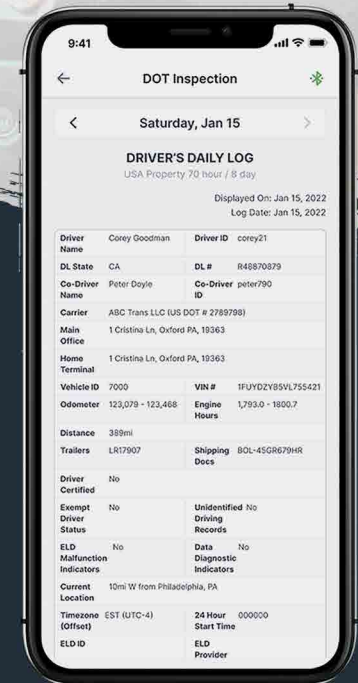 9:41
DOT Inspection
Saturday, Jan 15
DRIVER'S DAILY LOG
USA Property 70 hour / 8 day
Displayed On: Jan 15, 2022
Log Date: Jan 15, 2022
Driver Name Corey Goodman Driver ID corey21
DL State CA DL # R48870879
Co-Driver Name Peter Doyle Co-Driver ID peter790
Carrier ABC Trans LLC (US DOT # 2789798)
Main Office 1 Cristina Ln, Oxford PA, 19363
Home Terminal 1 Cristina Ln, Oxford PA, 19363
Vehicle ID 7000 VIN # 1FUYDZYB5VL755421
Odometer 123,079 - 123,468 Engine Hours 1,793.0 - 1800.7
Distance 389mi
Trailers LR17907 Shipping Docs BOL-45GR679HR
Driver Certified No
Exempt Driver Status No Unidentified Driving Records No
ELD Malfunction Indicators No Data Diagnostic Indicators No
Current Location 10mi W from Philadelphia, PA
Timezone (Offset) EST (UTC-4) 24 Hour Start Time 000000
ELD ID ELD Provider